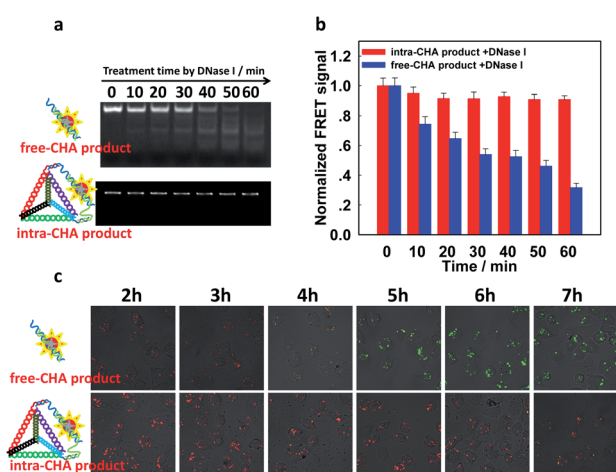 a
Treatment time by DNase I / min
0 10 20 30 40 50 60
free-CHA product
intra-CHA product
b
Normalized FRET signal
1.2
1.0
.8
.6
.4
.2
0.0
intra-CHA product +DNase I
free-CHA product +DNase I
0 10 20 30 40 50 60
Time / min
c
2h 3h 4h 5h 6h 7h
free-CHA product
intra-CHA product